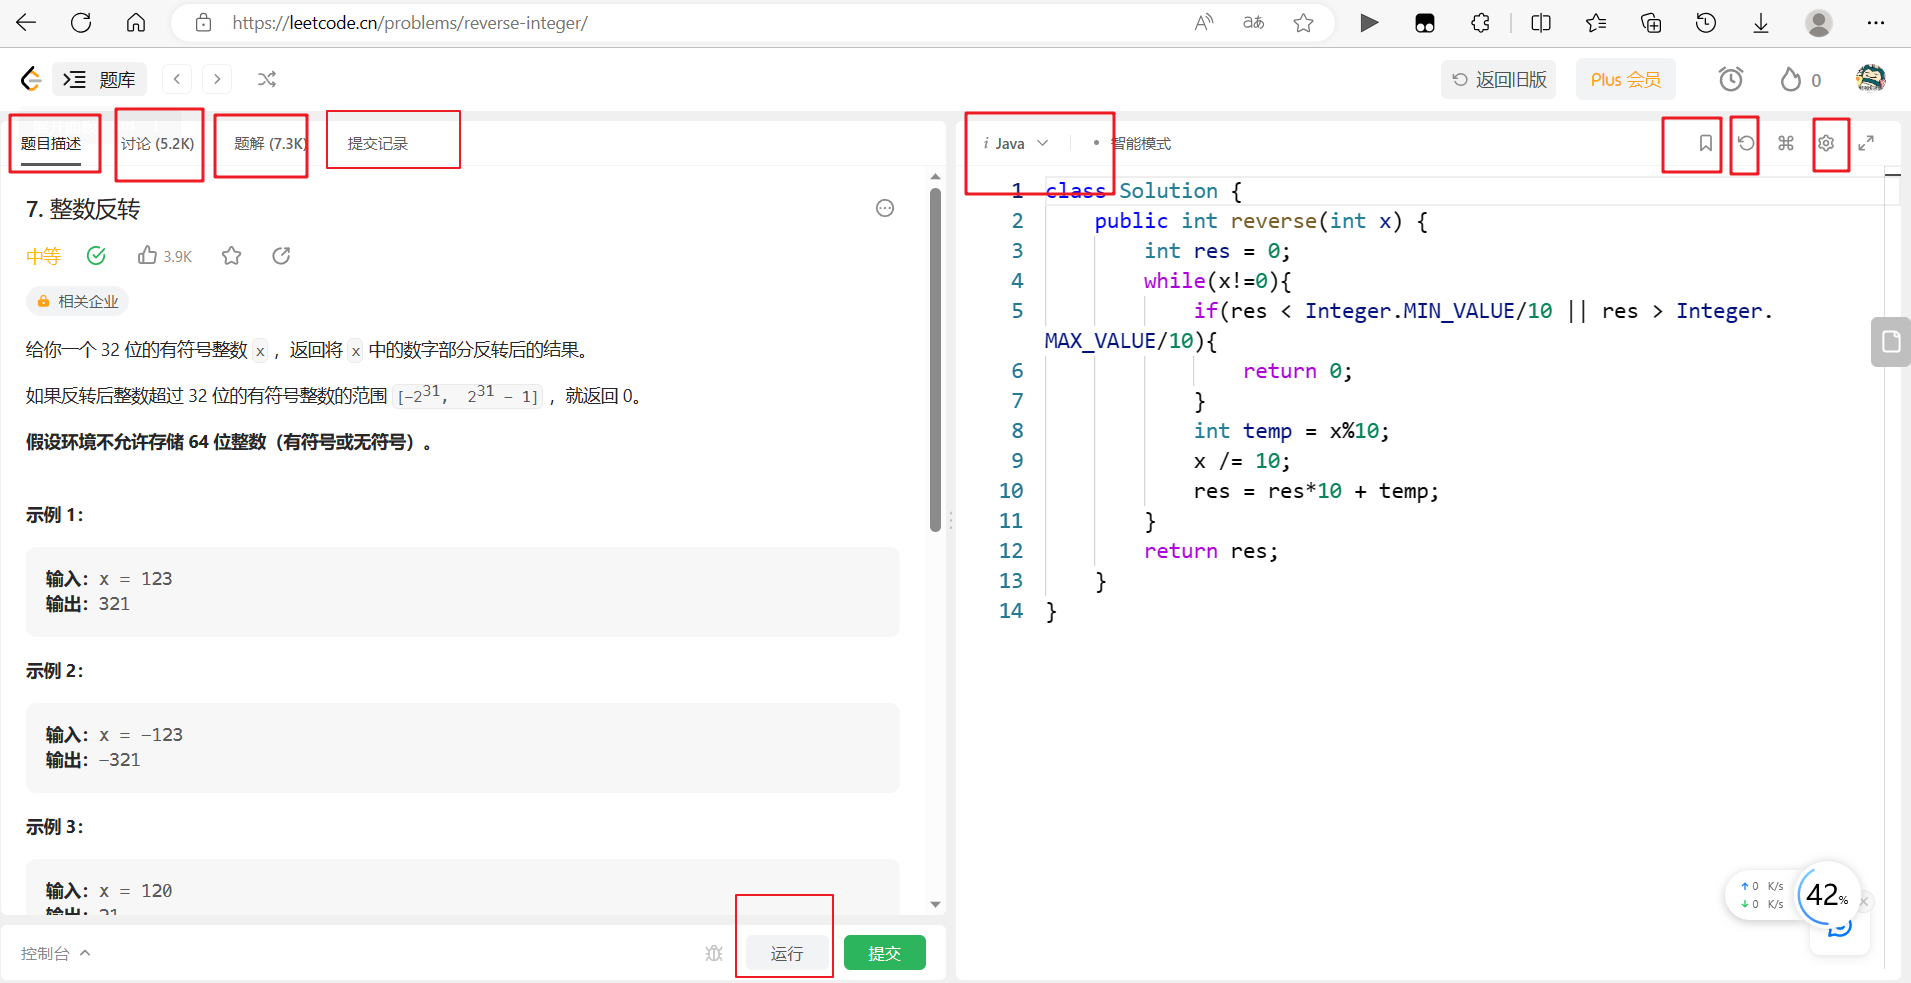 https://leetcode.cn/problems/reverse-integer/
题库
返回旧版
Plus 会员
0
题目描述
讨论 (5.2K)
题解 (7.3K)
提交记录
7. 整数反转
中等
3.9K
相关企业
给你一个 32 位的有符号整数 x ，返回将 x 中的数字部分反转后的结果。
如果反转后整数超过 32 位的有符号整数的范围 [−2^31,  2^31 − 1] ，就返回 0。
假设环境不允许存储 64 位整数（有符号或无符号）。
示例 1：
输入：x = 123
输出：321
示例 2：
输入：x = -123
输出：-321
示例 3：
输入：x = 120
输出：21
控制台
运行
提交
i Java
智能模式
1 class Solution {
2     public int reverse(int x) {
3         int res = 0;
4         while(x!=0){
5             if(res < Integer.MIN_VALUE/10 || res > Integer.
MAX_VALUE/10){
6                 return 0;
7             }
8             int temp = x%10;
9             x /= 10;
10             res = res*10 + temp;
11         }
12         return res;
13     }
14 }
↑ 0 K/s
↓ 0 K/s
42%